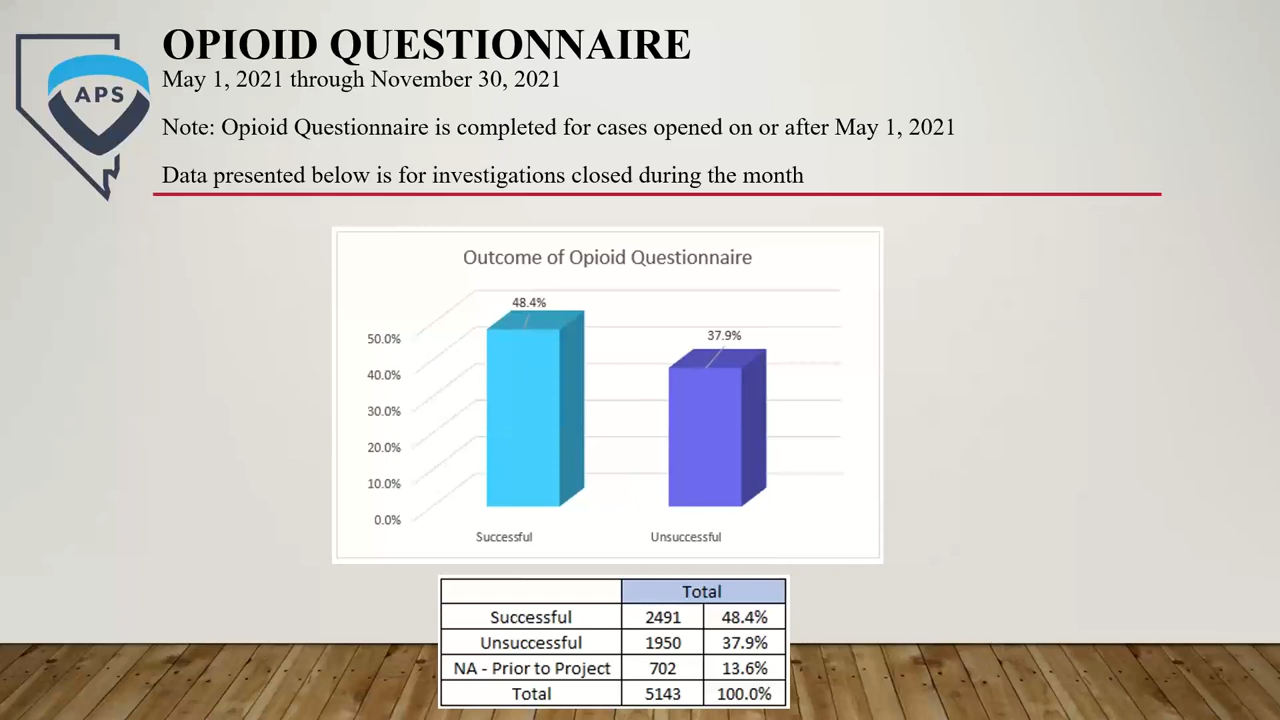 APS
OPIOID QUESTIONNAIRE
May 1, 2021 through November 30, 2021
Note: Opioid Questionnaire is completed for cases opened on or after May 1, 2021
Data presented below is for investigations closed during the month
Outcome of Opioid Questionnaire
48.4%
37.9%
50.0%
40.0%
30.0%
20.0%
10.0%
0.0%
Successful Unsuccessful
Total
Successful 2491 48.4%
Unsuccessful 1950 37.9%
NA - Prior to Project 702 13.6%
Total 5143 100.0%